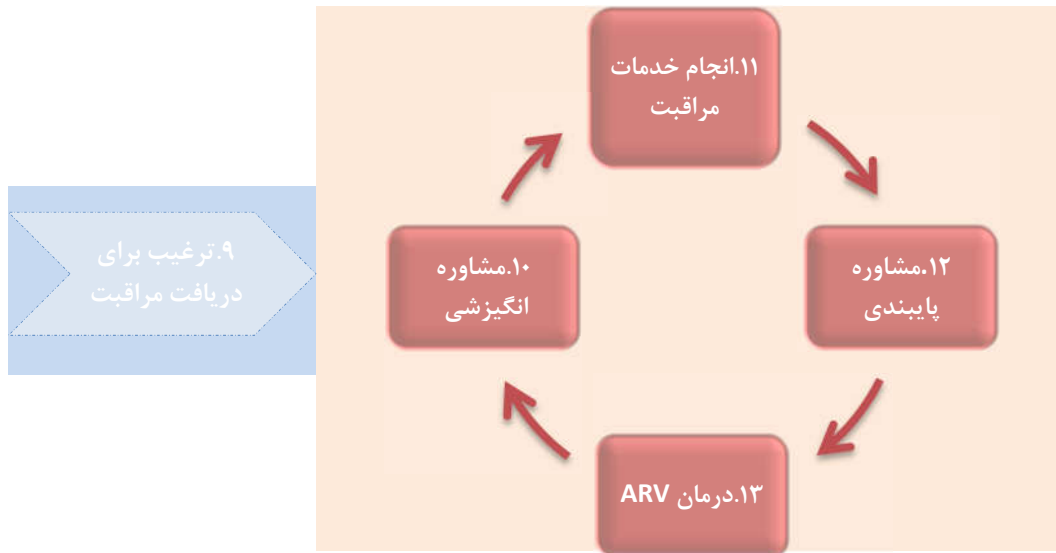 ۹.ترغیب برای
دریافت مراقبت
۱۰.مشاوره
انگیزشی
۱۱.انجام خدمات
مراقبت
۱۲.مشاوره
پایبندی
۱۳.درمان ARV